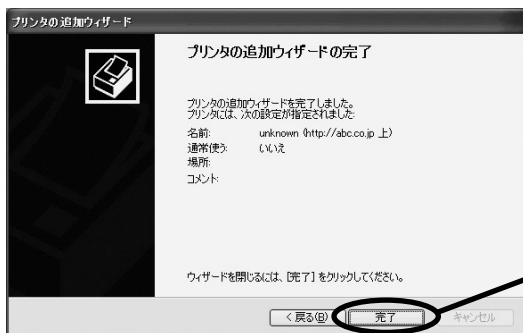 プリンタの追加ウィザード
プリンタの追加ウィザードの完了
プリンタの追加ウィザードを完了しました。
プリンタには、次の設定が指定されました:
名前: unknown (http://abc.co.jp 上)
通常使う: いいえ
場所:
コメント:
ウィザードを閉じるには、[完了] をクリックしてください。
< 戻る(B) 完了 キャンセル